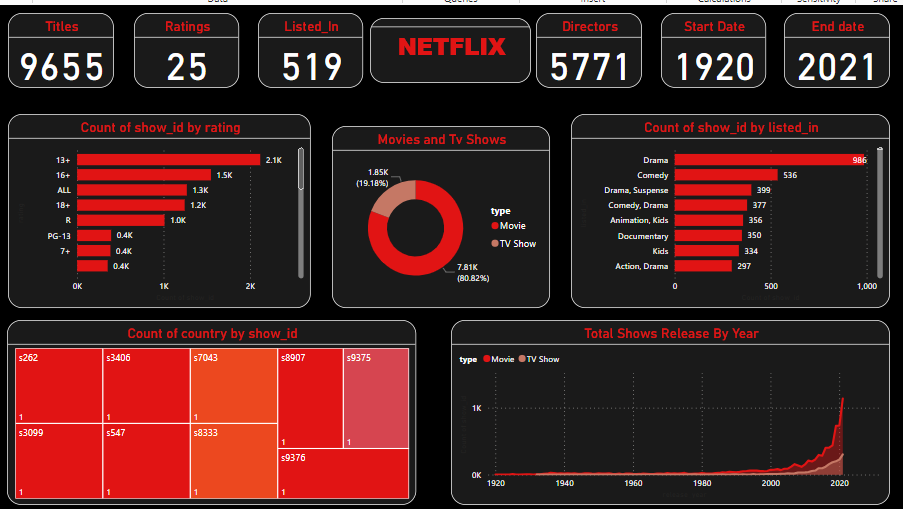 Titles
9655
Ratings
25
Listed_In
519
NETFLIX
Directors
5771
Start Date
1920
End date
2021
Count of show_id by rating
13+
2.1K
16+
1.5K
ALL
1.3K
18+
1.2K
R
1.0K
PG-13
0.4K
7+
0.4K
0.4K
0K
1K
2K
Movies and Tv Shows
1.85K
(19.18%)
7.81K
(80.82%)
type
Movie
TV Show
Count of show_id by listed_in
Drama
986
Comedy
536
Drama, Suspense
399
Comedy, Drama
377
Animation, Kids
356
Documentary
350
Kids
334
Action, Drama
297
0
500
1,000
Count of country by show_id
s262
1
s3406
1
s7043
1
s8907
1
s9375
1
s3099
1
s547
1
s8333
1
s9376
1
Total Shows Release By Year
type Movie TV Show
1K
0K
1920
1940
1960
1980
2000
2020